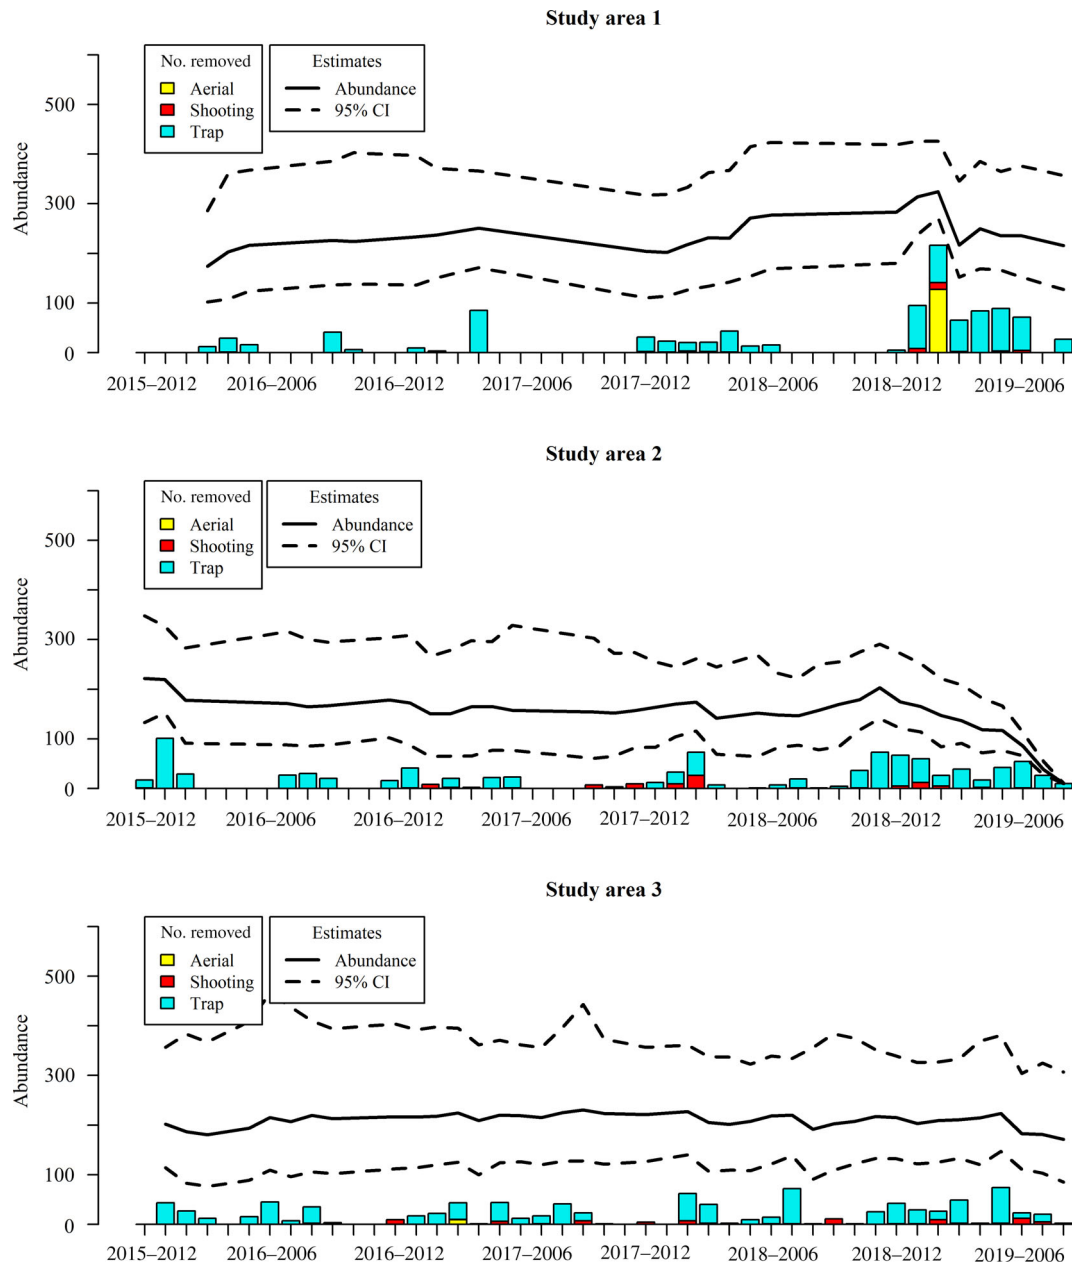 Study area 1
No. removed
Aerial
Shooting
Trap
Estimates
Abundance
95% CI
Abundance
500
300
100
0
2015–2012 2016–2006 2016–2012 2017–2006 2017–2012 2018–2006 2018–2012 2019–2006
Study area 2
No. removed
Aerial
Shooting
Trap
Estimates
Abundance
95% CI
Abundance
500
300
100
0
2015–2012 2016–2006 2016–2012 2017–2006 2017–2012 2018–2006 2018–2012 2019–2006
Study area 3
No. removed
Aerial
Shooting
Trap
Estimates
Abundance
95% CI
Abundance
500
300
100
0
2015–2012 2016–2006 2016–2012 2017–2006 2017–2012 2018–2006 2018–2012 2019–2006